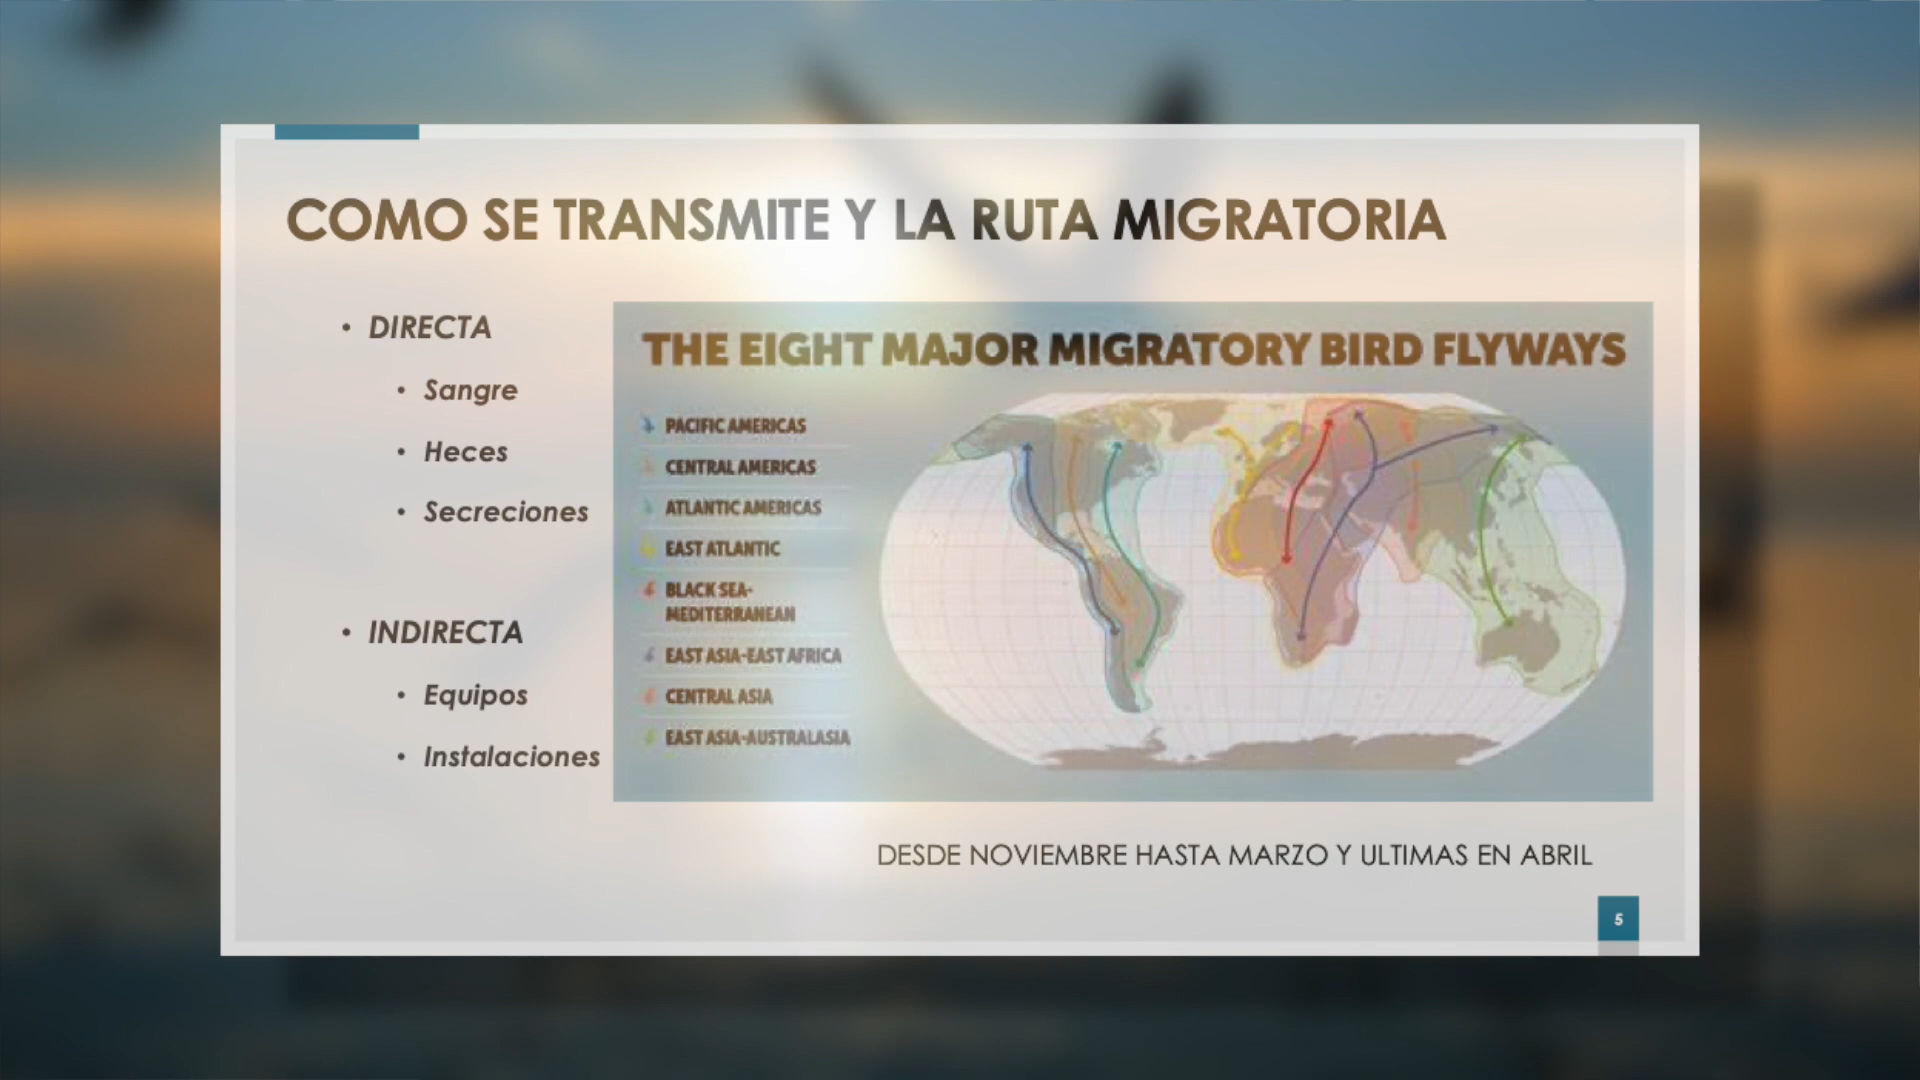 COMO SE TRANSMITE Y LA RUTA MIGRATORIA
• DIRECTA
• Sangre
• Heces
• Secreciones
• INDIRECTA
• Equipos
• Instalaciones
THE EIGHT MAJOR MIGRATORY BIRD FLYWAYS
PACIFIC AMERICAS
CENTRAL AMERICAS
ATLANTIC AMERICAS
EAST ATLANTIC
BLACK SEA-
MEDITERRANEAN
EAST ASIA-EAST AFRICA
CENTRAL ASIA
EAST ASIA-AUSTRALASIA
DESDE NOVIEMBRE HASTA MARZO Y ULTIMAS EN ABRIL
5